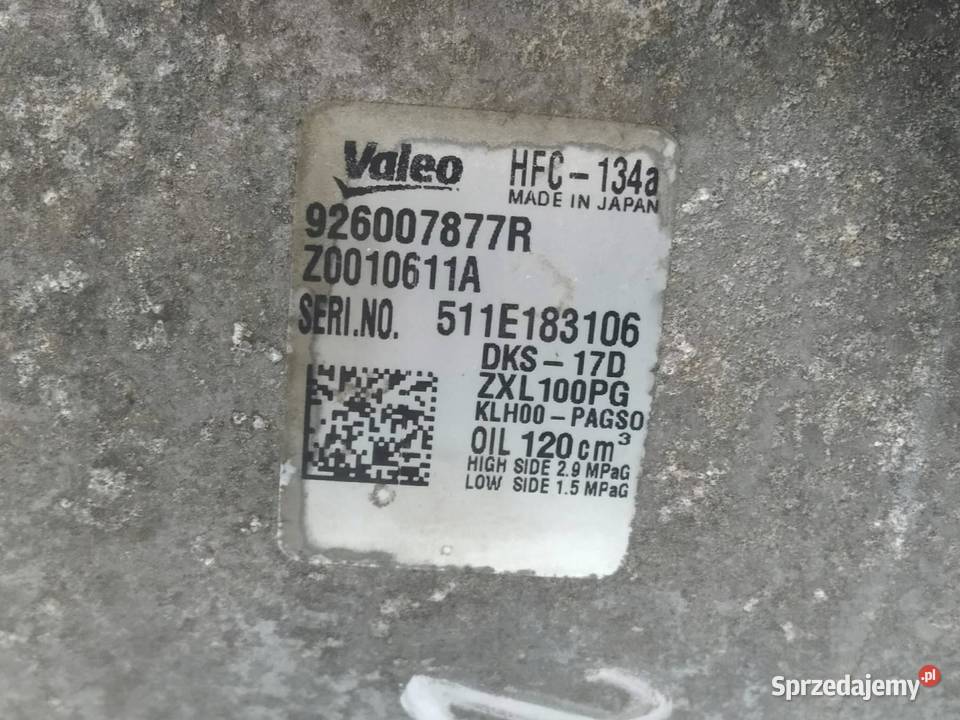 Valeo
HFC-134a
MADE IN JAPAN
926007877R
Z0010611A
SERI.NO. 511E183106
DKS-17D
ZXL100PG
KLH00-PAGS0
OIL 120cm³
HIGH SIDE 2.9 MPaG
LOW SIDE 1.5 MPaG
Sprzedajemy.pl